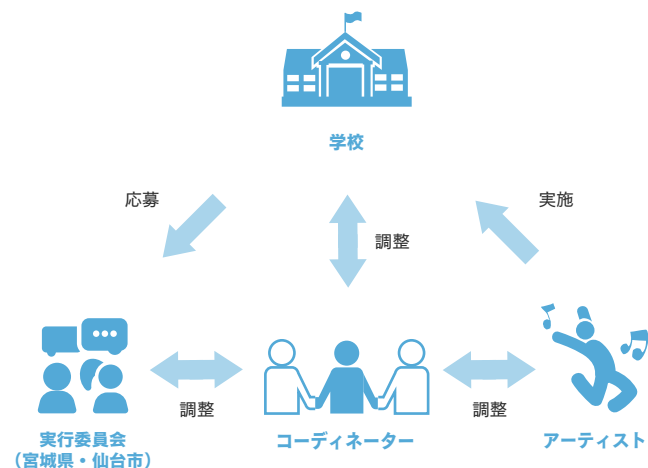 学校
応募
実施
調整
調整
調整
実行委員会
（宮城県・仙台市）
コーディネーター
アーティスト